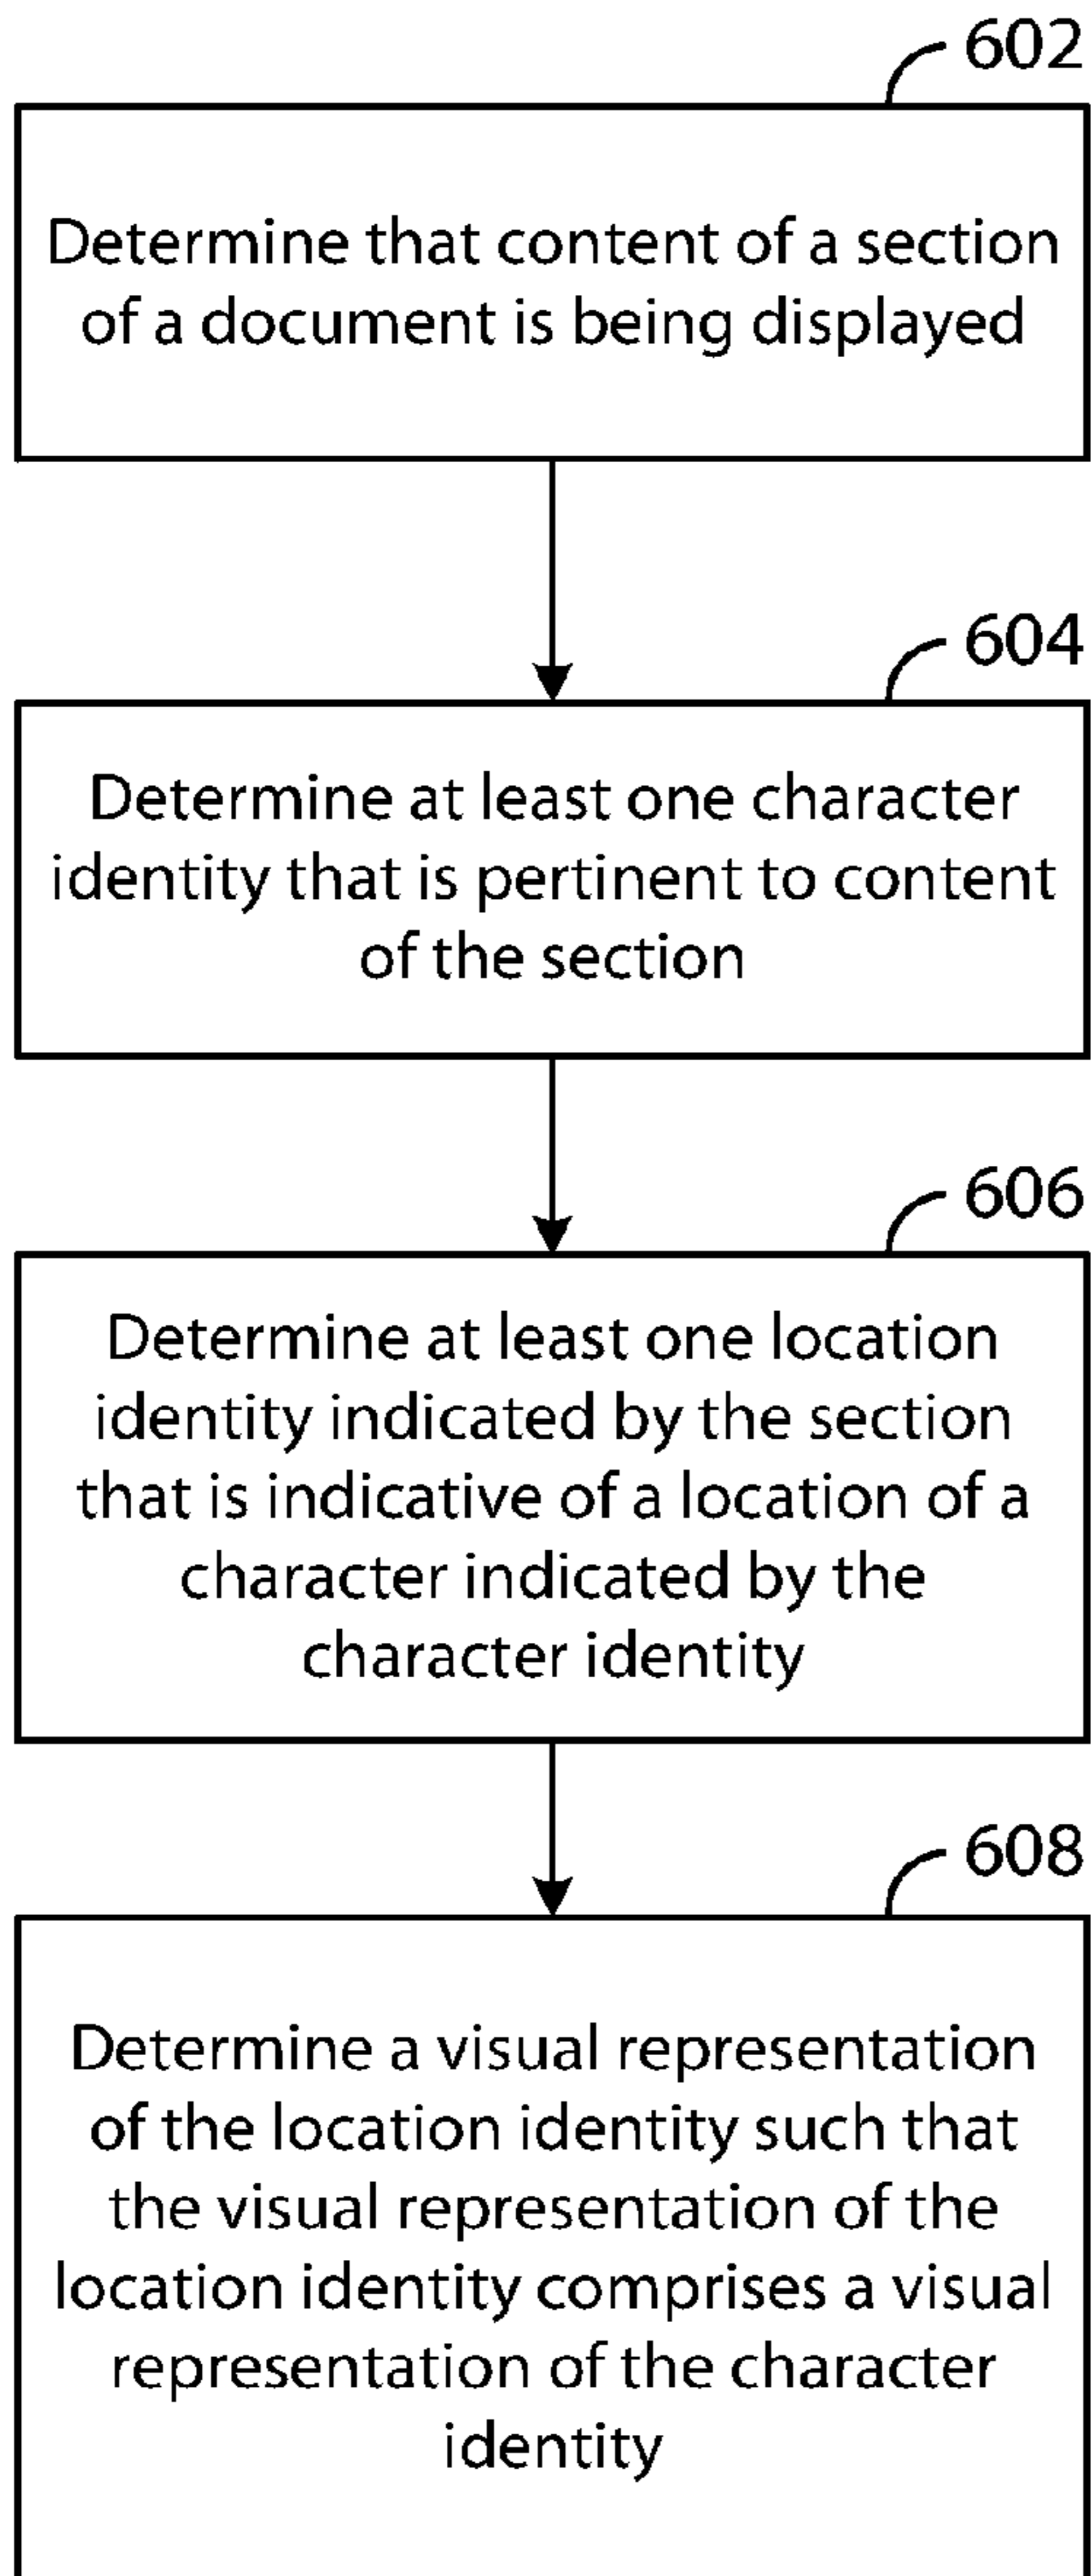 602
Determine that content of a section
of a document is being displayed
604
Determine at least one character
identity that is pertinent to content
of the section
606
Determine at least one location
identity indicated by the section
that is indicative of a location of a
character indicated by the
character identity
608
Determine a visual representation
of the location identity such that
the visual representation of the
location identity comprises a visual
representation of the character
identity